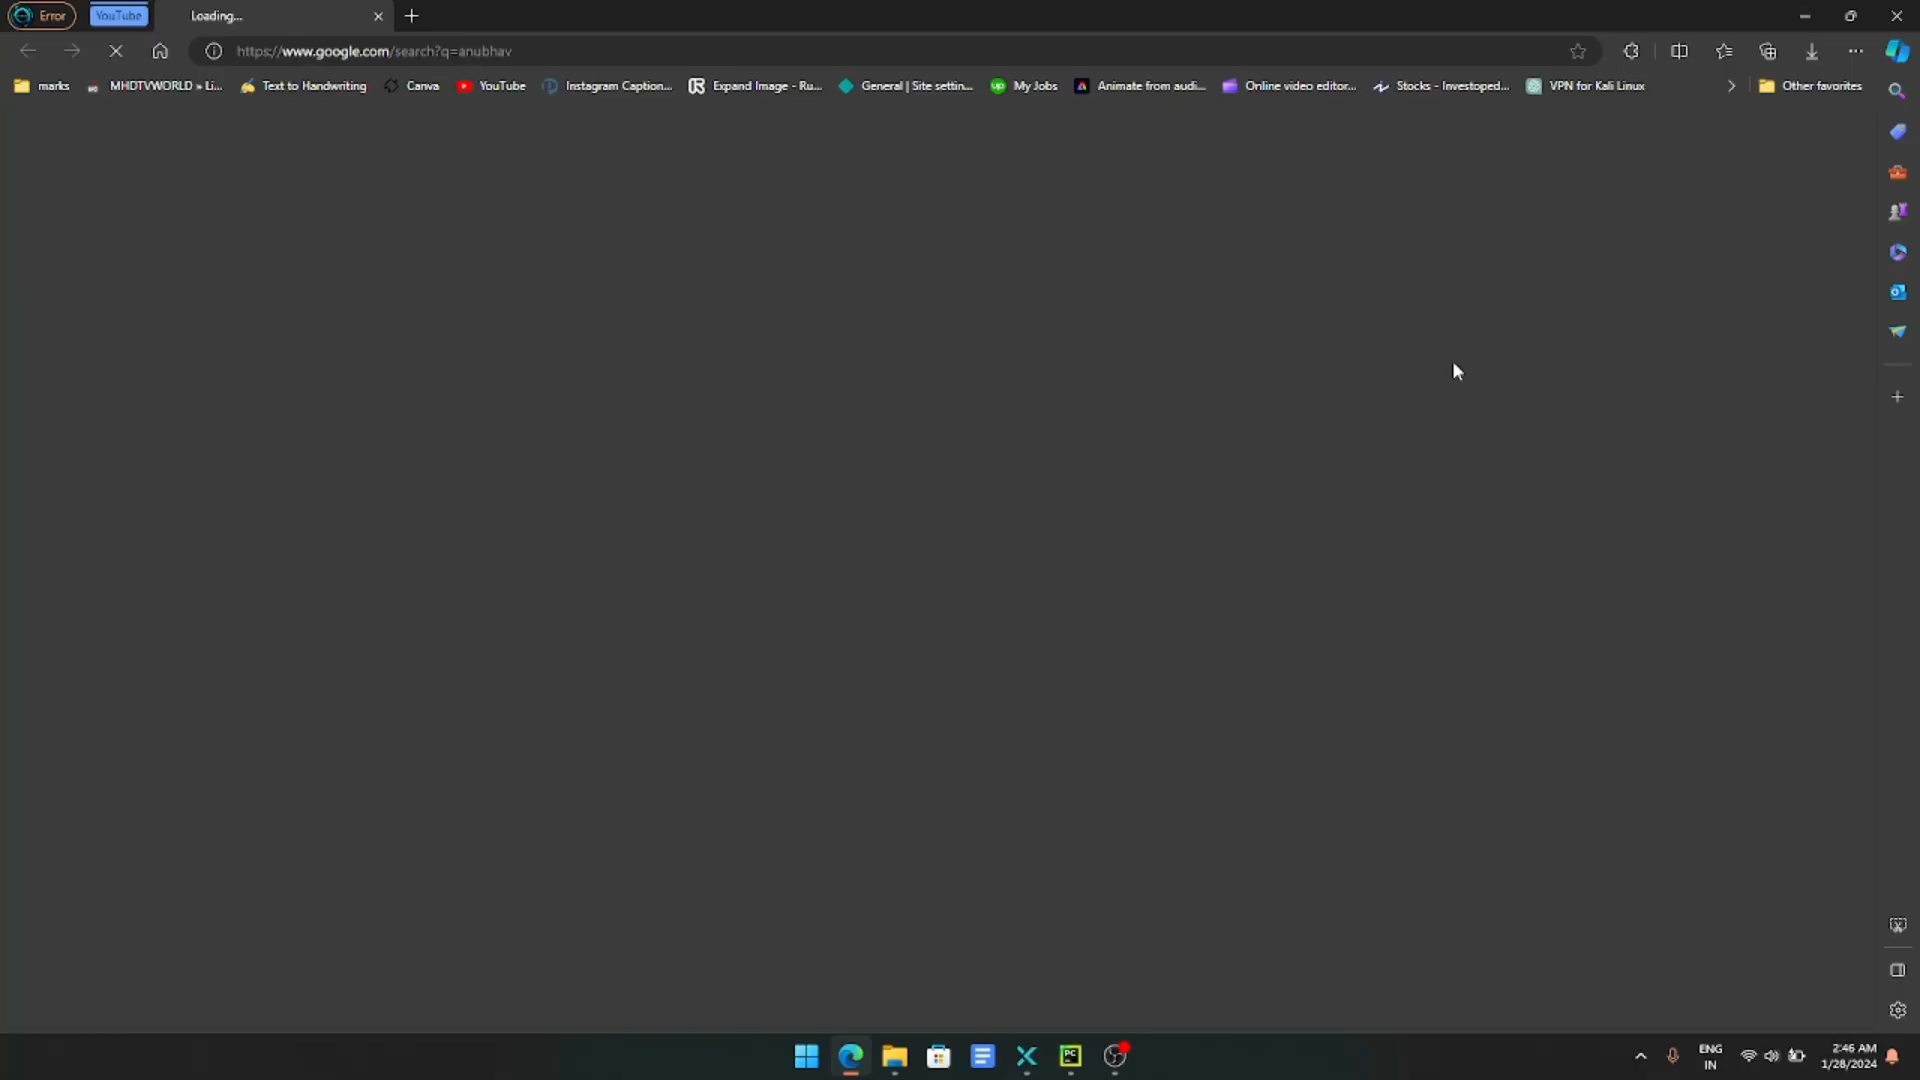 Error YouTube Loading...
https://www.google.com/search?q=anubhav
marks MHDTVWORLD » Li... Text to Handwriting Canva YouTube Instagram Caption... Expand Image - Ru... General | Site settin... My Jobs Animate from audi... Online video editor... Stocks - Investoped... VPN for Kali Linux Other favorites
ENG 2:46 AM
IN 1/28/2024